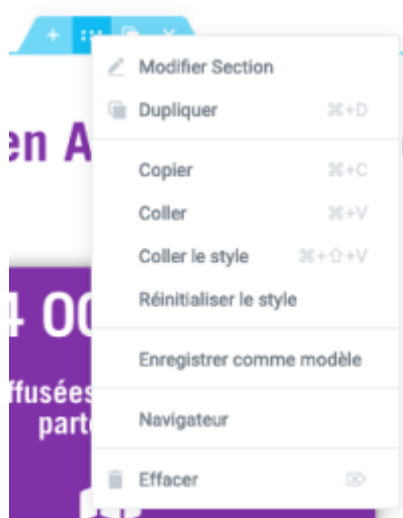 Modifier Section
Dupliquer ⌘+D
en A
Copier ⌘+C
Coller ⌘+V
Coller le style ⌘+⇧+V
Réinitialiser le style
4 00
Enregistrer comme modèle
ffusées
part
Navigateur
Effacer